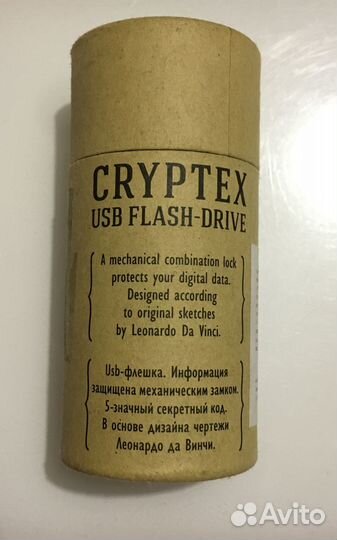 CRYPTEX
USB FLASH-DRIVE
A mechanical combination lock
protects your digital data.
Designed according
to original sketches
by Leonardo Da Vinci.
Usb-флешка. Информация
защищена механическим замком.
5-значный секретный код.
В основе дизайна чертежи
Леонардо да Винчи.
Avito